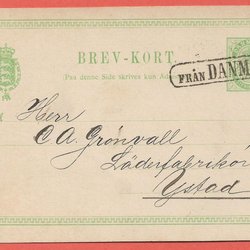 BREV-KORT
(Paa denne Side skrives kun Ad
FRÅN DANM
Herr
C A. Grönvall
Läderfabrikör
Ystad